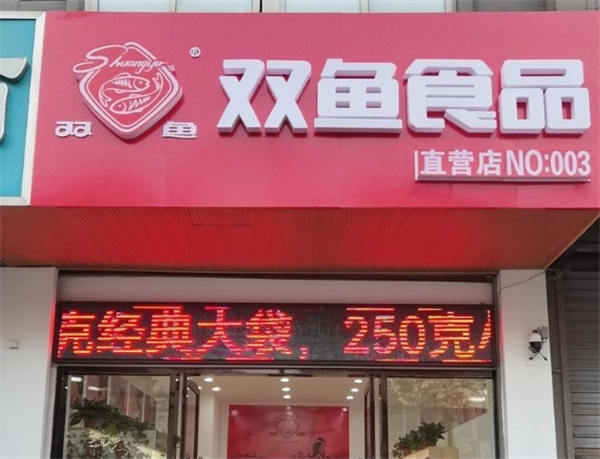 Shuangyu
®
双鱼
双鱼食品
直营店NO:003
克经典大袋，250克